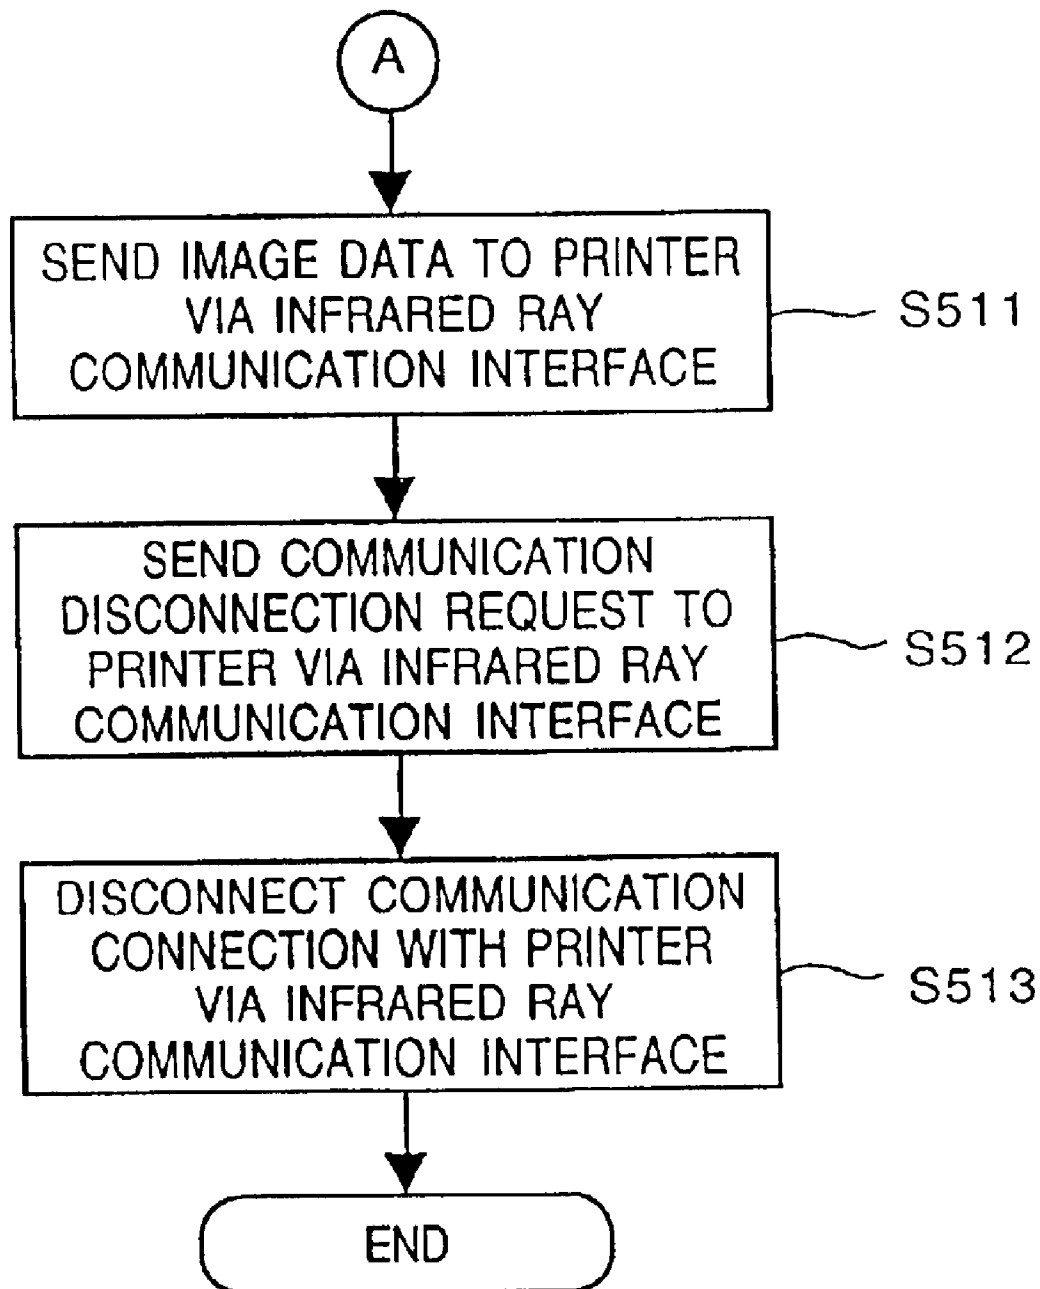 A
SEND IMAGE DATA TO PRINTER
VIA INFRARED RAY
COMMUNICATION INTERFACE
S511
SEND COMMUNICATION
DISCONNECTION REQUEST TO
PRINTER VIA INFRARED RAY
COMMUNICATION INTERFACE
S512
DISCONNECT COMMUNICATION
CONNECTION WITH PRINTER
VIA INFRARED RAY
COMMUNICATION INTERFACE
S513
END